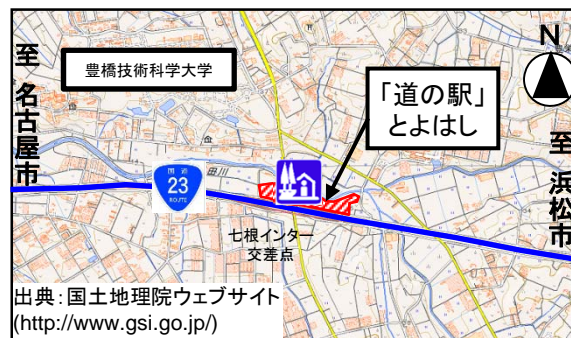 至 名古屋市
豊橋技術科学大学
「道の駅」
とよはし
N
至 浜松市
国道
23
ROUTE
田川
七根インター
交差点
出典：国土地理院ウェブサイト
(http://www.gsi.go.jp/)